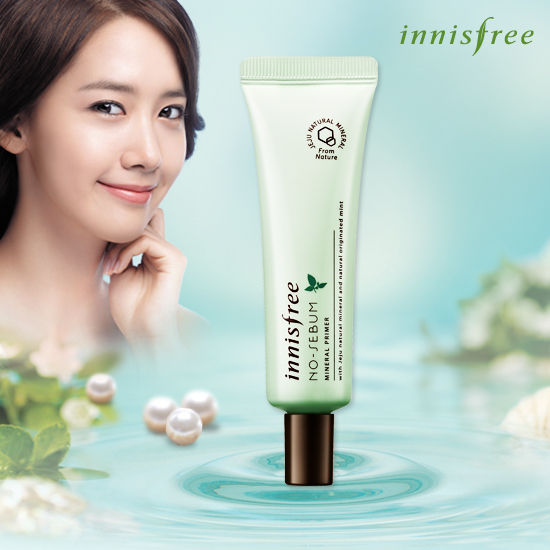 innisfree
JEJU NATURAL MINERAL
From
Nature
innisfree
NO-SEBUM
MINERAL PRIMER
with Jeju natural mineral and natural originated mint